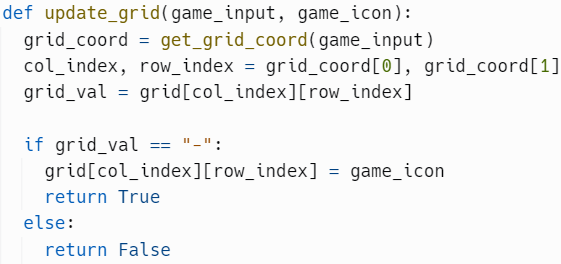 def update_grid(game_input, game_icon):
  grid_coord = get_grid_coord(game_input)
  col_index, row_index = grid_coord[0], grid_coord[1]
  grid_val = grid[col_index][row_index]

  if grid_val == "-":
    grid[col_index][row_index] = game_icon
    return True
  else:
    return False